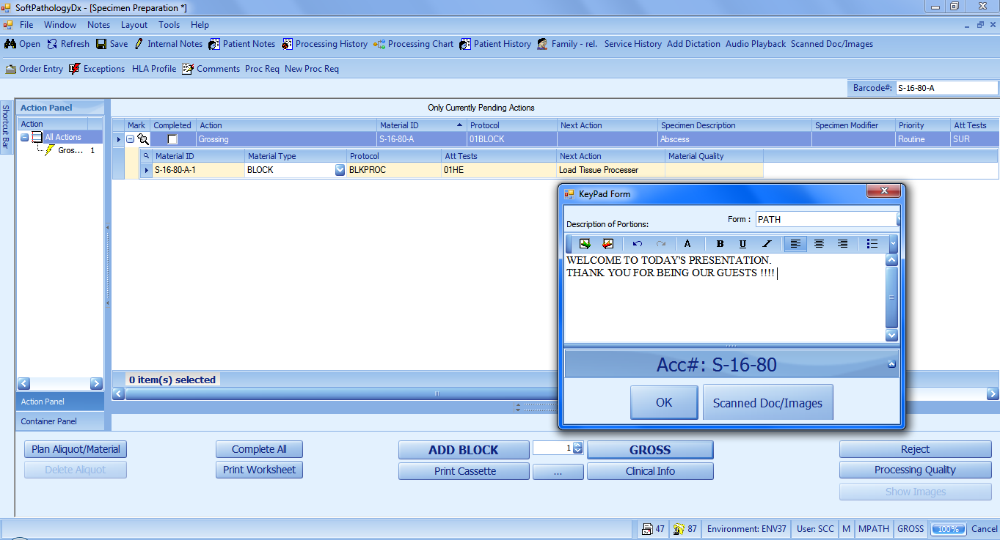 SoftPathologyDx - [Specimen Preparation *]
File Window Notes Layout Tools Help
Open Refresh Save Internal Notes Patient Notes Processing History Processing Chart Patient History Family - rel. Service History Add Dictation Audio Playback Scanned Doc/Images
Order Entry Exceptions HLA Profile Comments Proc Req New Proc Req
Barcode#: S-16-80-A
Shortcut Bar
Action Panel
Action
All Actions
Gros... 1
Action Panel
Container Panel
Only Currently Pending Actions
Mark Completed Action Material ID Protocol Next Action Specimen Description Specimen Modifier Priority Att Tests
Grossing S-16-80-A 01BLOCK Abscess Routine SUR
Material ID Material Type Protocol Att Tests Next Action Material Quality
S-16-80-A-1 BLOCK BLKPROC 01HE Load Tissue Processer
0 item(s) selected
KeyPad Form
Description of Portions: Form : PATH
A B U I
WELCOME TO TODAY'S PRESENTATION.
THANK YOU FOR BEING OUR GUESTS !!!!
Acc#: S-16-80
OK Scanned Doc/Images
Plan Aliquot/Material Complete All ADD BLOCK 1 GROSS Reject
Delete Aliquot Print Worksheet Print Cassette ... Clinical Info Processing Quality
Show Images
47 87 Environment: ENV37 User: SCC M MPATH GROSS 100% Cancel